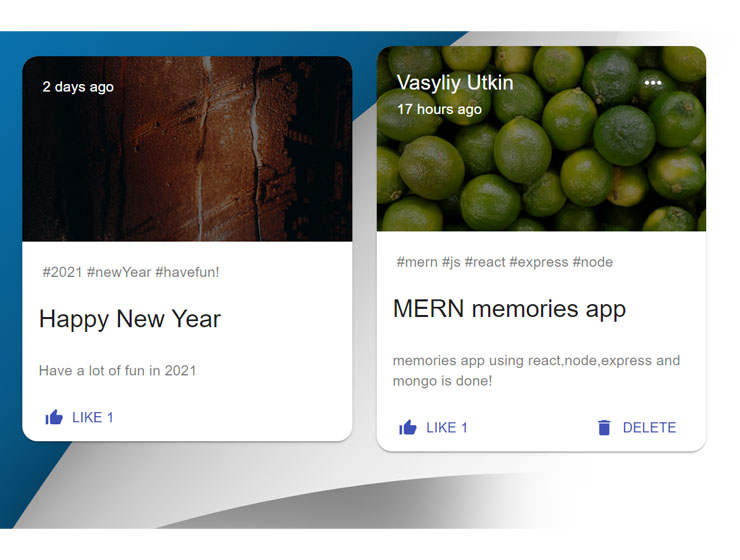 2 days ago
#2021 #newYear #havefun!
Happy New Year
Have a lot of fun in 2021
LIKE 1
Vasyliy Utkin
17 hours ago
#mern #js #react #express #node
MERN memories app
memories app using react,node,express and
mongo is done!
LIKE 1
DELETE